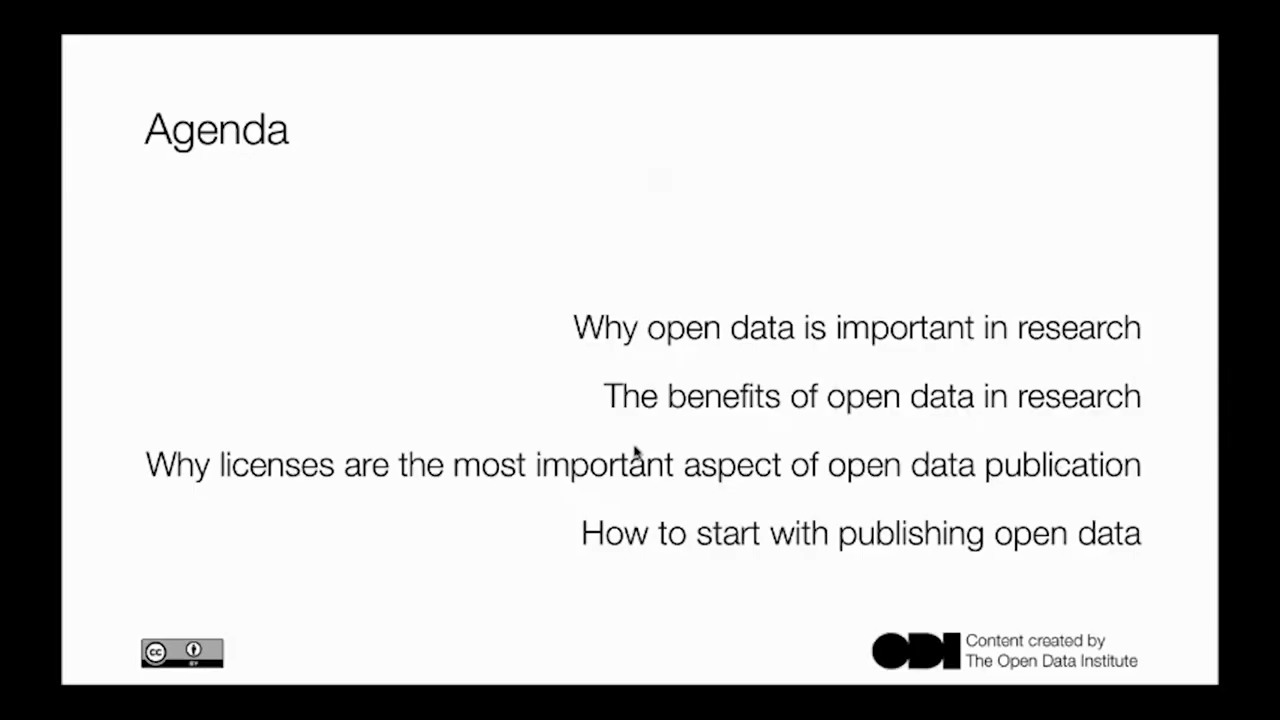 Agenda
Why open data is important in research
The benefits of open data in research
Why licenses are the most important aspect of open data publication
How to start with publishing open data
cc
BY
ODI
Content created by
The Open Data Institute